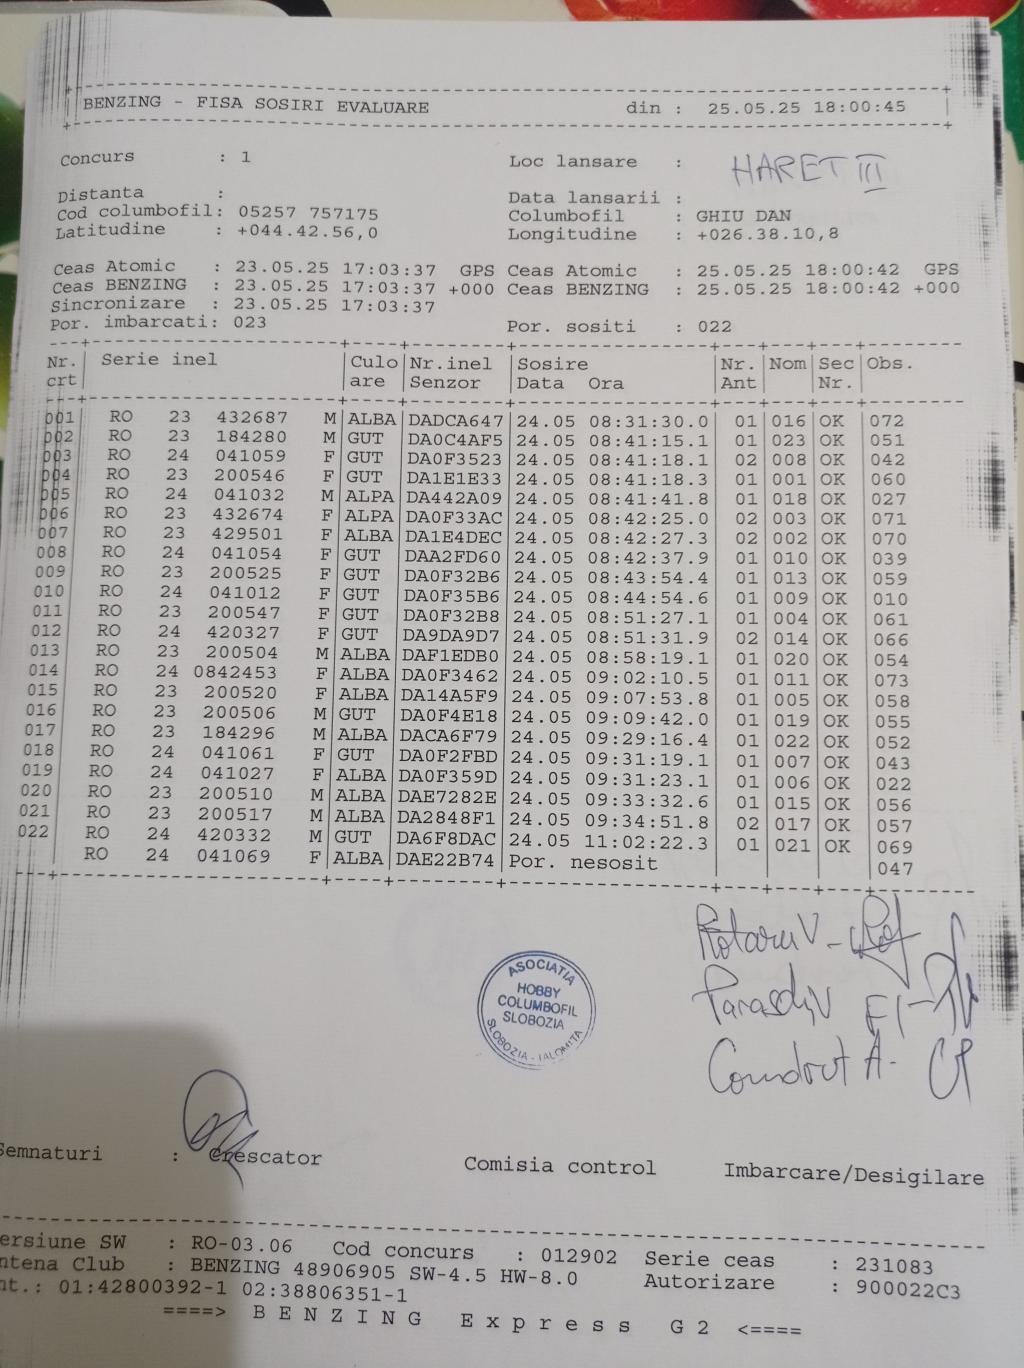 BENZING - FISA SOSIRI EVALUARE din : 25.05.25 18:00:45
Concurs : 1 Loc lansare : HARET III
Distanta : Data lansarii :
Cod columbofil: 05257 757175 Columbofil : GHIU DAN
Latitudine : +044.42.56,0 Longitudine : +026.38.10,8
Ceas Atomic : 23.05.25 17:03:37 GPS Ceas Atomic : 25.05.25 18:00:42 GPS
Ceas BENZING : 23.05.25 17:03:37 +000 Ceas BENZING : 25.05.25 18:00:42 +000
Sincronizare : 23.05.25 17:03:37
Por. imbarcati: 023 Por. sositi : 022
Nr. Serie inel Culo Nr.inel Sosire Nr. Nom Sec Obs.
crt are Senzor Data Ora Ant Nr.
001 RO 23 432687 M ALBA DADCA647 24.05 08:31:30.0 01 016 OK 072
002 RO 23 184280 M GUT DA0C4AF5 24.05 08:41:15.1 01 023 OK 051
003 RO 24 041059 F GUT DA0F3523 24.05 08:41:18.1 02 008 OK 042
004 RO 23 200546 F GUT DA1E1E33 24.05 08:41:18.3 01 001 OK 060
005 RO 24 041032 M ALPA DA442A09 24.05 08:41:41.8 01 018 OK 027
006 RO 23 432674 F ALPA DA0F33AC 24.05 08:42:25.0 02 003 OK 071
007 RO 23 429501 F ALBA DA1E4DEC 24.05 08:42:27.3 02 002 OK 070
008 RO 24 041054 F GUT DAA2FD60 24.05 08:42:37.9 01 010 OK 039
009 RO 23 200525 F GUT DA0F32B6 24.05 08:43:54.4 01 013 OK 059
010 RO 24 041012 F GUT DA0F35B6 24.05 08:44:54.6 01 009 OK 010
011 RO 23 200547 F GUT DA0F32B8 24.05 08:51:27.1 01 004 OK 061
012 RO 24 420327 F GUT DA9DA9D7 24.05 08:51:31.9 02 014 OK 066
013 RO 23 200504 M ALBA DAF1EDB0 24.05 08:58:19.1 01 020 OK 054
014 RO 24 0842453 F ALBA DA0F3462 24.05 09:02:10.5 01 011 OK 073
015 RO 23 200520 F ALBA DA14A5F9 24.05 09:07:53.8 01 005 OK 058
016 RO 23 200506 M GUT DA0F4E18 24.05 09:09:42.0 01 019 OK 055
017 RO 23 184296 M ALBA DACA6F79 24.05 09:29:16.4 01 022 OK 052
018 RO 24 041061 F GUT DA0F2FBD 24.05 09:31:19.1 01 007 OK 043
019 RO 24 041027 F ALBA DA0F359D 24.05 09:31:23.1 01 006 OK 022
020 RO 23 200510 M ALBA DAE7282E 24.05 09:33:32.6 01 015 OK 056
021 RO 23 200517 M ALBA DA2848F1 24.05 09:34:51.8 02 017 OK 057
022 RO 24 420332 M GUT DA6F8DAC 24.05 11:02:22.3 01 021 OK 069
RO 24 041069 F ALBA DAE22B74 Por. nesosit 047
Rotaru V -
ASOCIATIA
HOBBY
COLUMBOFIL
SLOBOZIA
SLOBOZIA - IALOMITA
Semnaturi : Crescator Comisia control Imbarcare/Desigilare
ersiune SW : RO-03.06 Cod concurs : 012902 Serie ceas : 231083
ntena Club : BENZING 48906905 SW-4.5 HW-8.0 Autorizare : 900022C3
nt.: 01:42800392-1 02:38806351-1
====> B E N Z I N G E x p r e s s G 2 <====